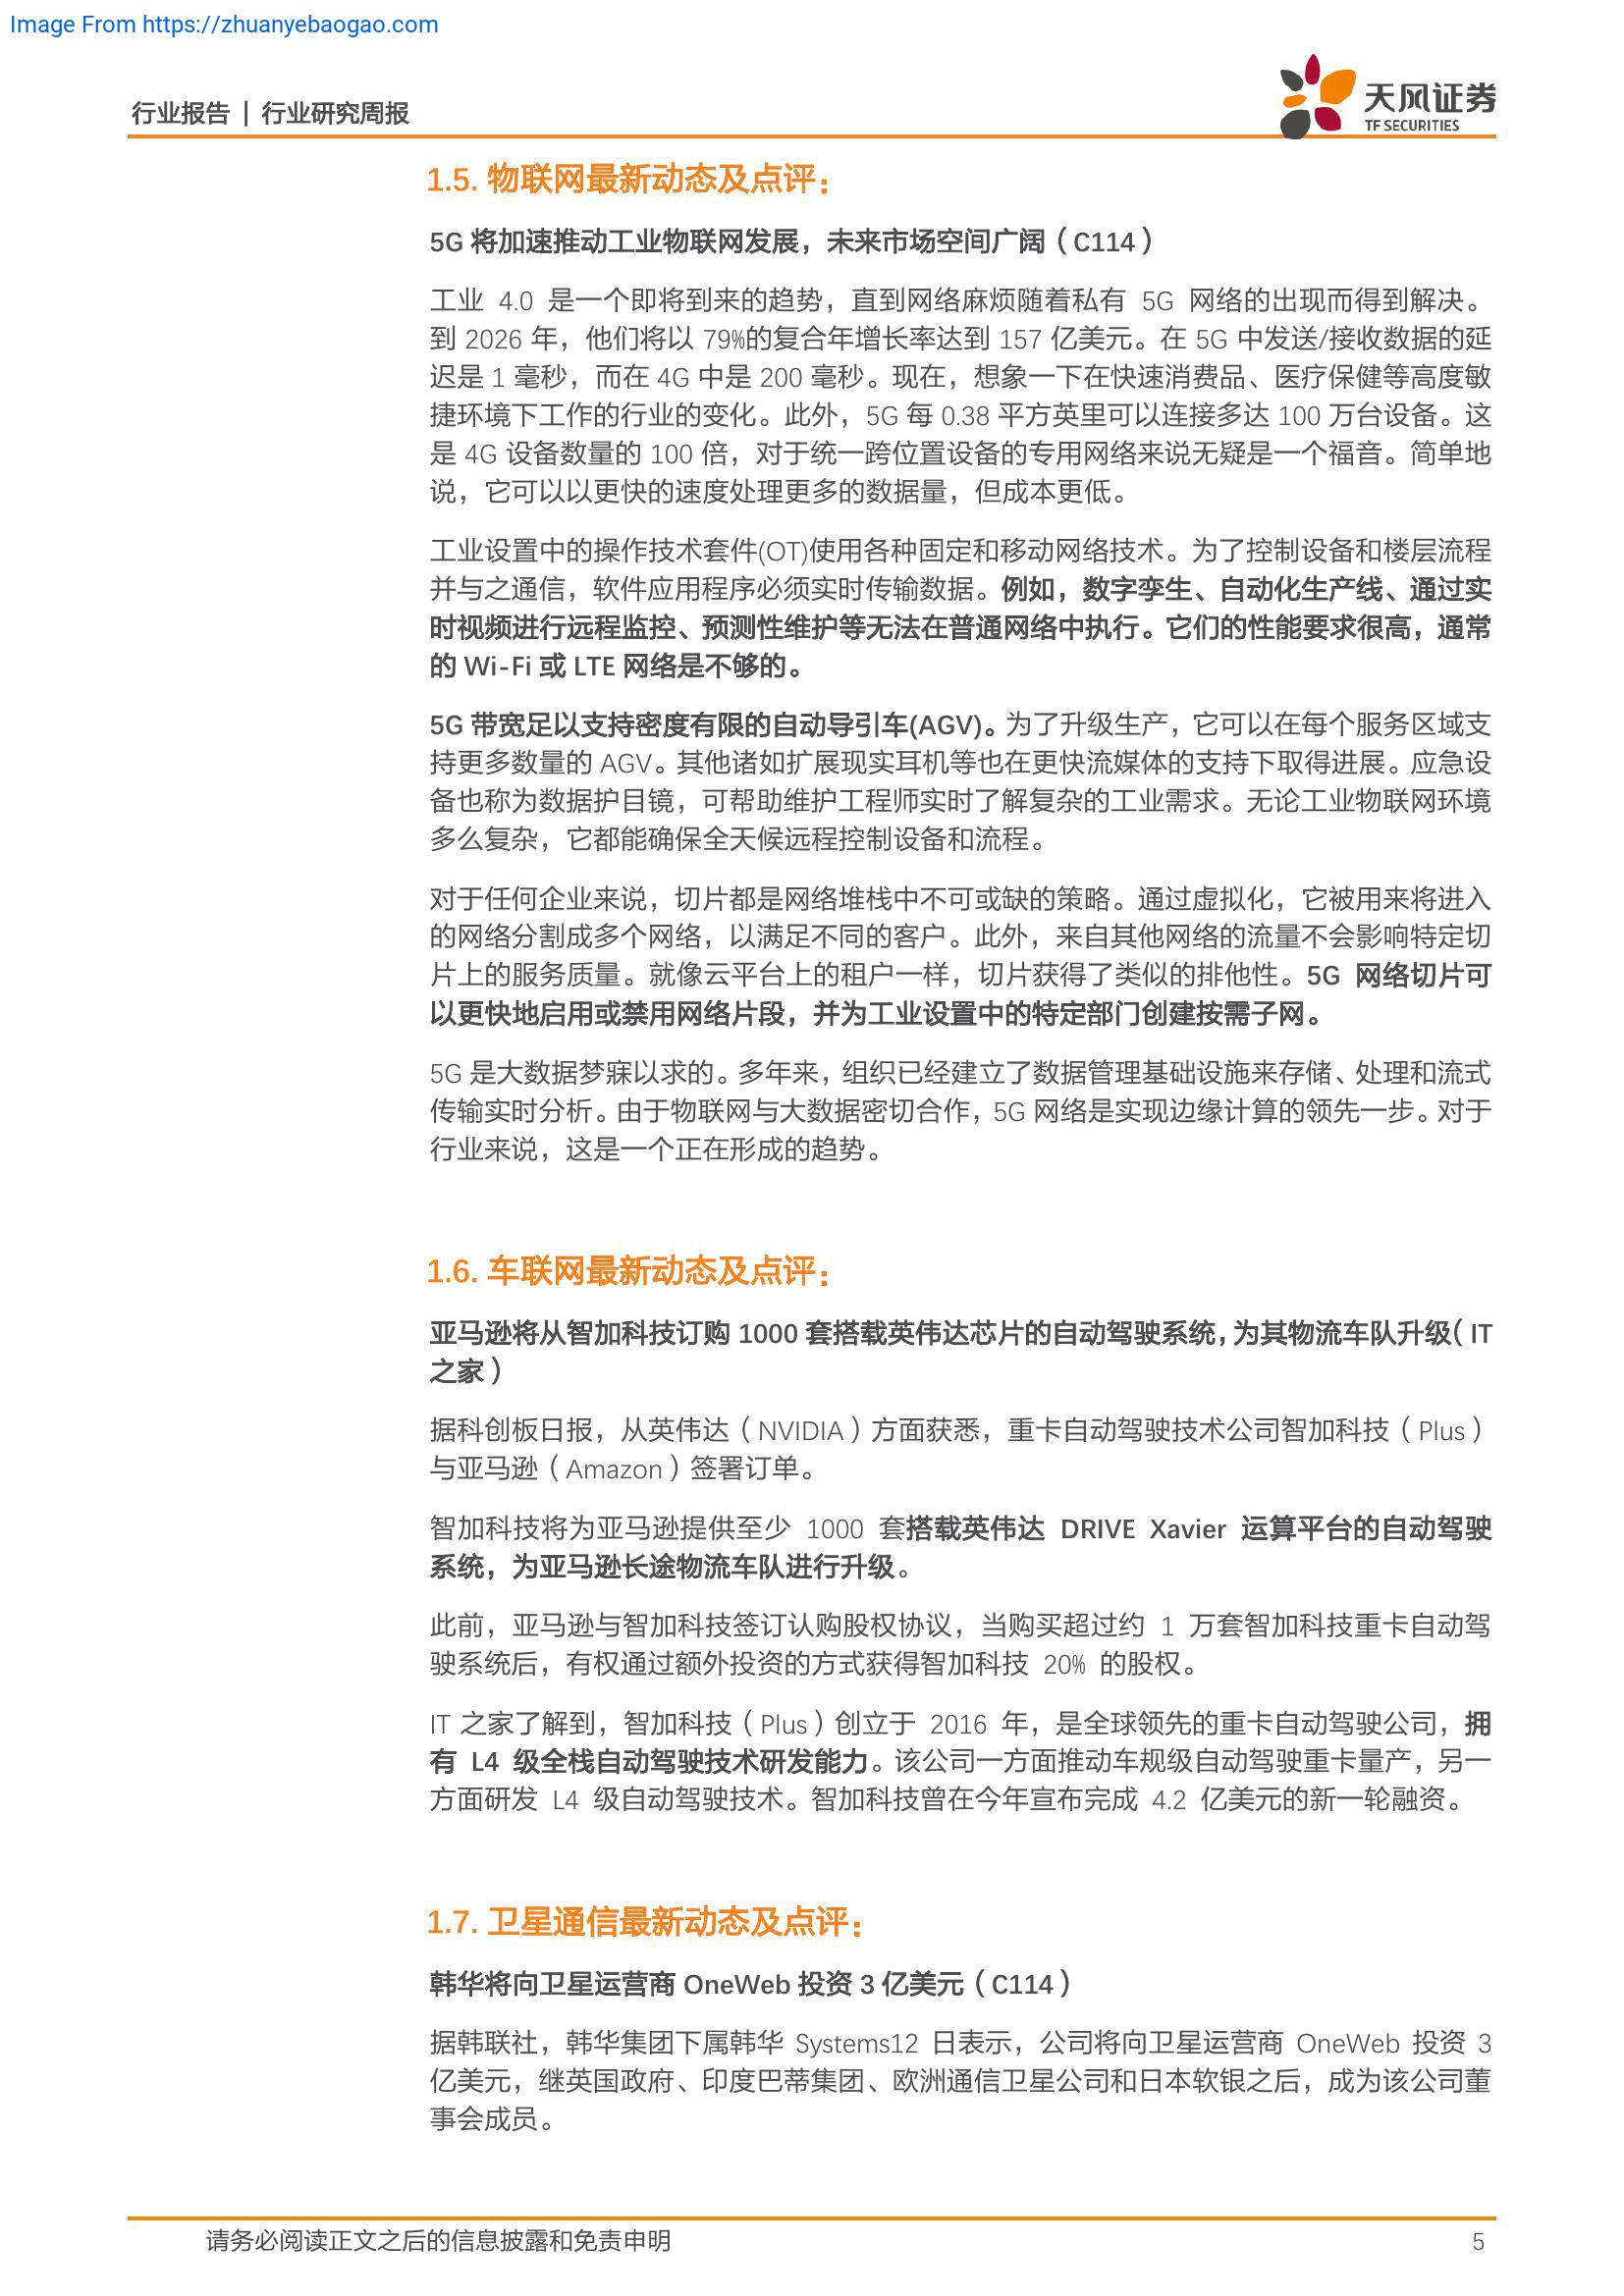 Image From https://zhuanyebaogao.com
行业报告 | 行业研究周报
天风证券
TF SECURITIES
1.5. 物联网最新动态及点评：
5G 将加速推动工业物联网发展，未来市场空间广阔（C114）
工业 4.0 是一个即将到来的趋势，直到网络麻烦随着私有 5G 网络的出现而得到解决。
到 2026 年，他们将以 79%的复合年增长率达到 157 亿美元。在 5G 中发送/接收数据的延
迟是 1 毫秒，而在 4G 中是 200 毫秒。现在，想象一下在快速消费品、医疗保健等高度敏
捷环境下工作的行业的变化。此外，5G 每 0.38 平方英里可以连接多达 100 万台设备。这
是 4G 设备数量的 100 倍，对于统一跨位置设备的专用网络来说无疑是一个福音。简单地
说，它可以以更快的速度处理更多的数据量，但成本更低。
工业设置中的操作技术套件(OT)使用各种固定和移动网络技术。为了控制设备和楼层流程
并与之通信，软件应用程序必须实时传输数据。例如，数字孪生、自动化生产线、通过实
时视频进行远程监控、预测性维护等无法在普通网络中执行。它们的性能要求很高，通常
的 Wi-Fi 或 LTE 网络是不够的。
5G 带宽足以支持密度有限的自动导引车(AGV)。为了升级生产，它可以在每个服务区域支
持更多数量的 AGV。其他诸如扩展现实耳机等也在更快流媒体的支持下取得进展。应急设
备也称为数据护目镜，可帮助维护工程师实时了解复杂的工业需求。无论工业物联网环境
多么复杂，它都能确保全天候远程控制设备和流程。
对于任何企业来说，切片都是网络堆栈中不可或缺的策略。通过虚拟化，它被用来将进入
的网络分割成多个网络，以满足不同的客户。此外，来自其他网络的流量不会影响特定切
片上的服务质量。就像云平台上的租户一样，切片获得了类似的排他性。5G 网络切片可
以更快地启用或禁用网络片段，并为工业设置中的特定部门创建按需子网。
5G 是大数据梦寐以求的。多年来，组织已经建立了数据管理基础设施来存储、处理和流式
传输实时分析。由于物联网与大数据密切合作，5G 网络是实现边缘计算的领先一步。对于
行业来说，这是一个正在形成的趋势。
1.6. 车联网最新动态及点评：
亚马逊将从智加科技订购 1000 套搭载英伟达芯片的自动驾驶系统，为其物流车队升级（IT
之家）
据科创板日报，从英伟达（NVIDIA）方面获悉，重卡自动驾驶技术公司智加科技（Plus）
与亚马逊（Amazon）签署订单。
智加科技将为亚马逊提供至少 1000 套搭载英伟达 DRIVE Xavier 运算平台的自动驾驶
系统，为亚马逊长途物流车队进行升级。
此前，亚马逊与智加科技签订认购股权协议，当购买超过约 1 万套智加科技重卡自动驾
驶系统后，有权通过额外投资的方式获得智加科技 20% 的股权。
IT 之家了解到，智加科技（Plus）创立于 2016 年，是全球领先的重卡自动驾驶公司，拥
有 L4 级全栈自动驾驶技术研发能力。该公司一方面推动车规级自动驾驶重卡量产，另一
方面研发 L4 级自动驾驶技术。智加科技曾在今年宣布完成 4.2 亿美元的新一轮融资。
1.7. 卫星通信最新动态及点评：
韩华将向卫星运营商 OneWeb 投资 3 亿美元（C114）
据韩联社，韩华集团下属韩华 Systems12 日表示，公司将向卫星运营商 OneWeb 投资 3
亿美元，继英国政府、印度巴蒂集团、欧洲通信卫星公司和日本软银之后，成为该公司董
事会成员。
请务必阅读正文之后的信息披露和免责申明
5